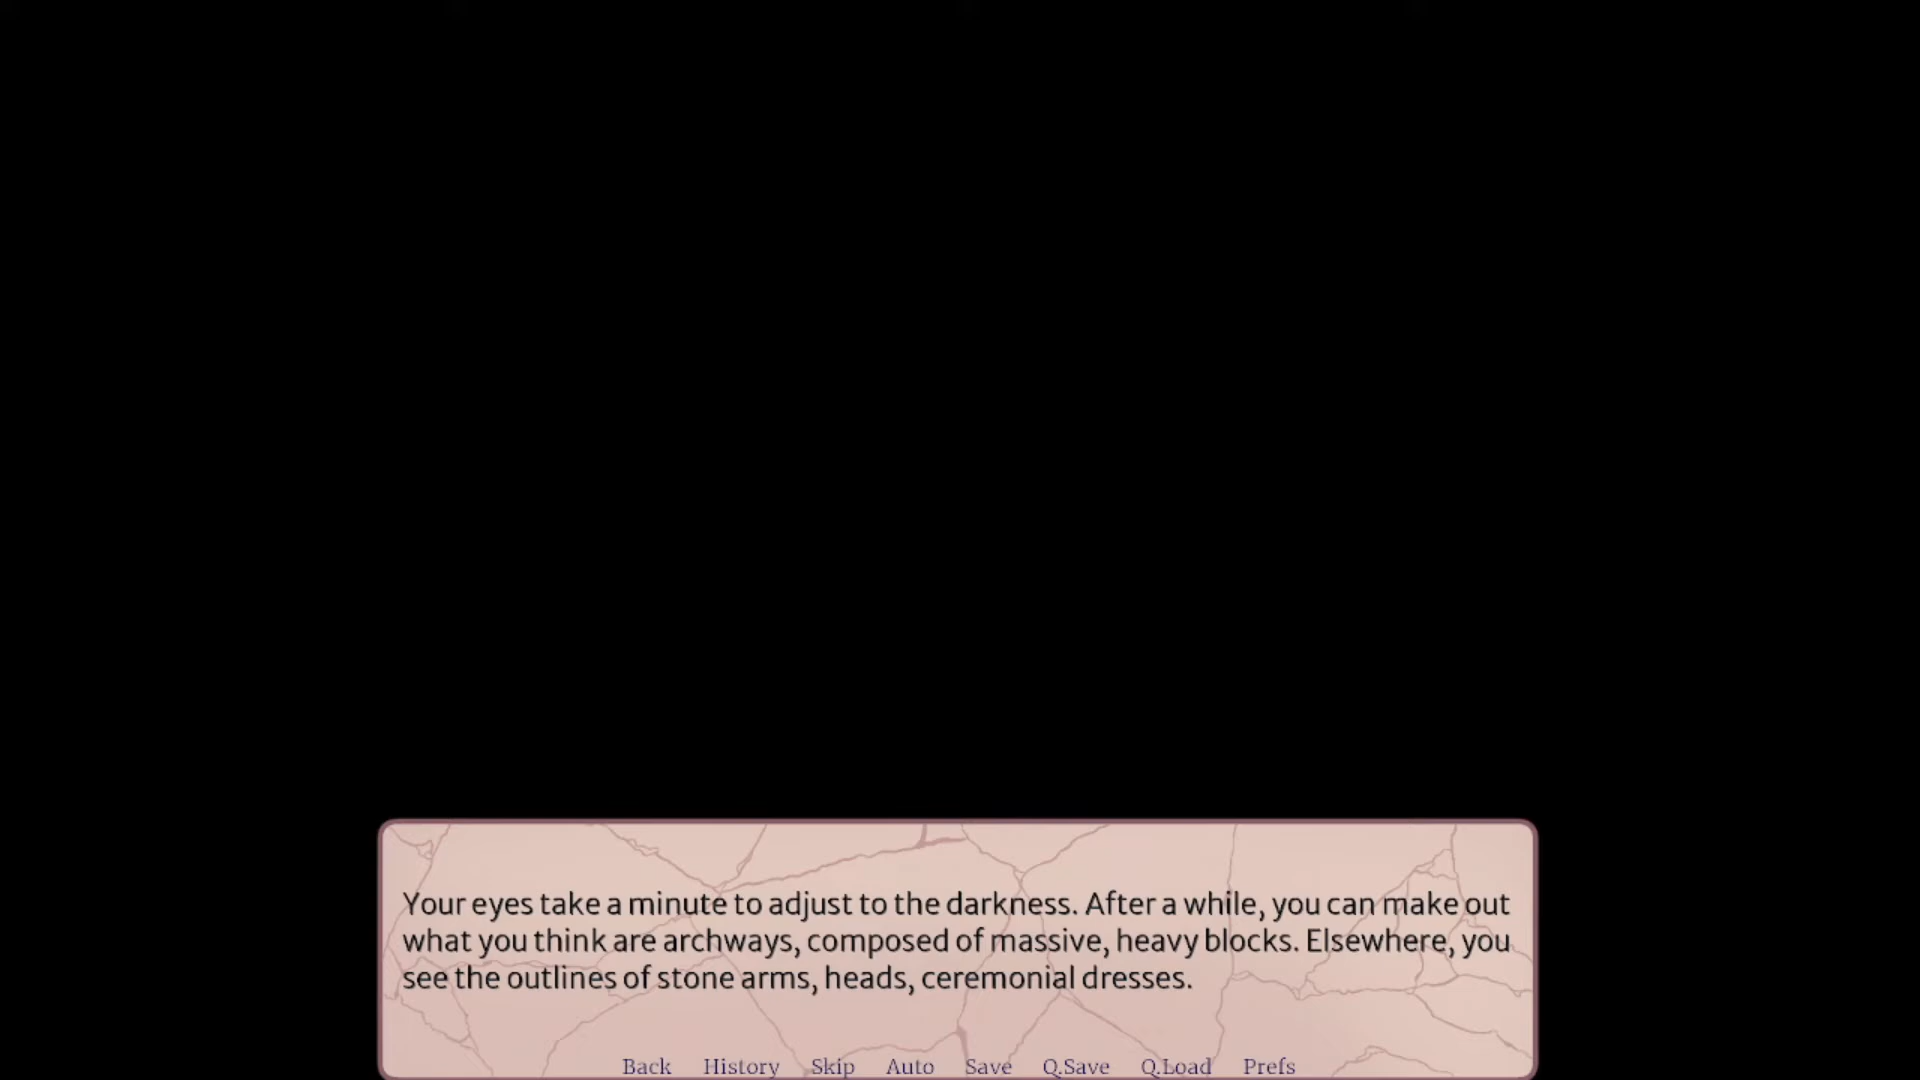 Your eyes take a minute to adjust to the darkness. After a while, you can make out
what you think are archways, composed of massive, heavy blocks. Elsewhere, you
see the outlines of stone arms, heads, ceremonial dresses.
Back History Skip Auto Save Q.Save Q.Load Prefs